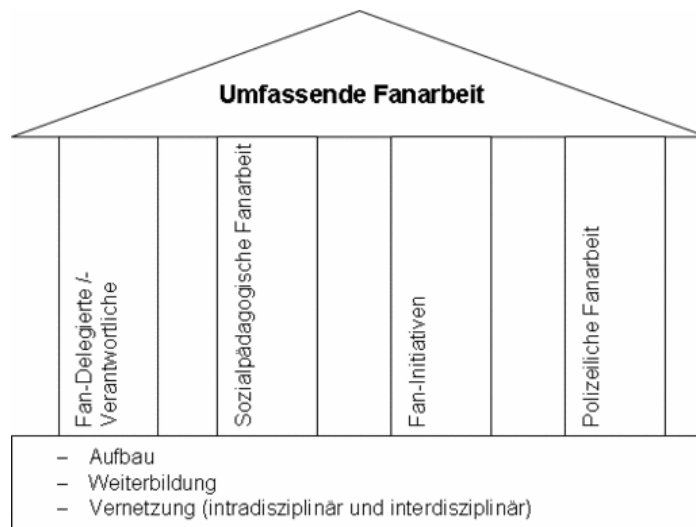 Umfassende Fanarbeit
Fan-Delegierte /-
Verantwortliche
Sozialpädagogische Fanarbeit
Fan-Initiativen
Polizeiliche Fanarbeit
– Aufbau
– Weiterbildung
– Vernetzung (intradisziplinär und interdisziplinär)